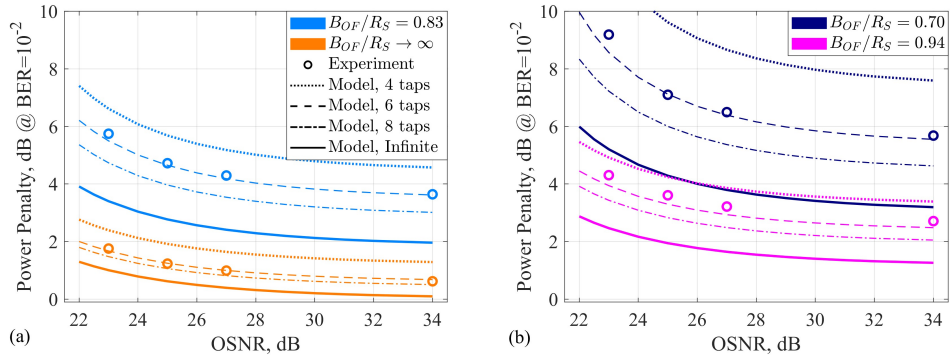 10
8
6
4
2
0
Power Penalty, dB @ BER=10⁻²
22 24 26 28 30 32 34
OSNR, dB
(a)
B_OF/R_S = 0.83
B_OF/R_S → ∞
Experiment
Model, 4 taps
Model, 6 taps
Model, 8 taps
Model, Infinite
10
8
6
4
2
0
Power Penalty, dB @ BER=10⁻²
22 24 26 28 30 32 34
OSNR, dB
(b)
B_OF/R_S = 0.70
B_OF/R_S = 0.94